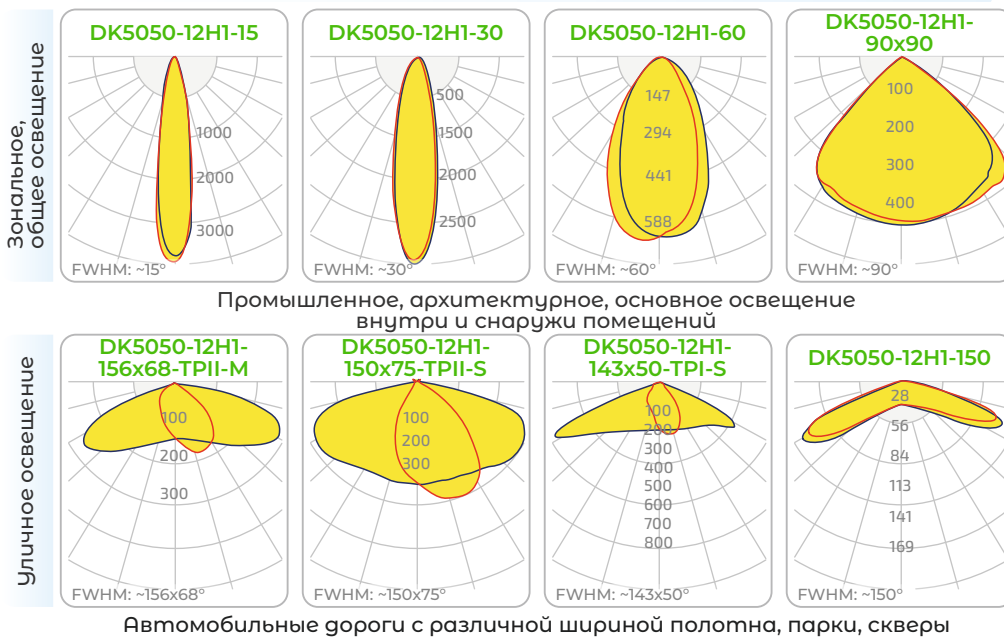 Зональное,
общее освещение
DK5050-12H1-15
1000
2000
3000
FWHM: ~15°
DK5050-12H1-30
500
1500
2000
2500
FWHM: ~30°
DK5050-12H1-60
147
294
441
588
FWHM: ~60°
DK5050-12H1-
90x90
100
200
300
400
FWHM: ~90°
Промышленное, архитектурное, основное освещение
внутри и снаружи помещений
Уличное освещение
DK5050-12H1-
156x68-TPII-M
100
200
300
FWHM: ~156x68°
DK5050-12H1-
150x75-TPII-S
100
200
300
FWHM: ~150x75°
DK5050-12H1-
143x50-TPI-S
100
200
300
400
500
600
700
800
FWHM: ~143x50°
DK5050-12H1-150
28
56
84
113
141
169
FWHM: ~150°
Автомобильные дороги с различной шириной полотна, парки, скверы